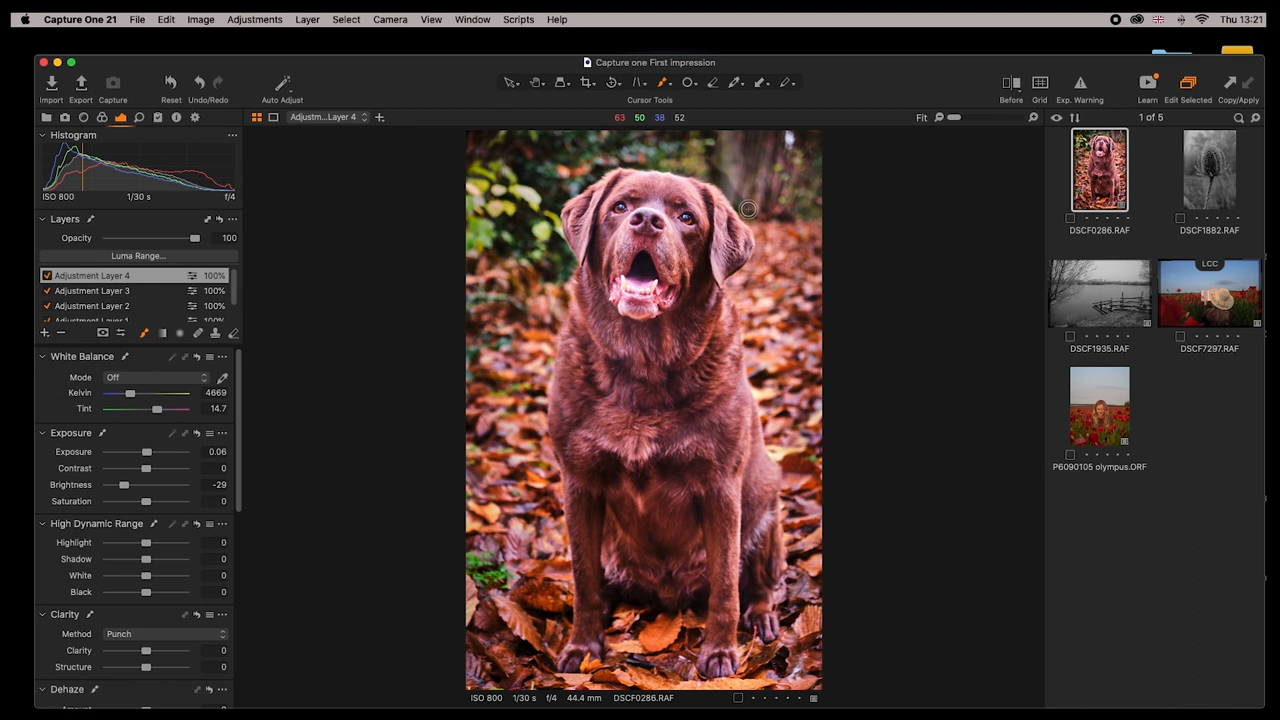 Capture One 21 File Edit Image Adjustments Layer Select Camera View Window Scripts Help Thu 13:21
Capture one First impression
Import Export Capture Reset Undo/Redo Auto Adjust Cursor Tools Before Grid Exp. Warning Learn Edit Selected Copy/Apply
Adjustm...Layer 4 63 50 38 52 Fit 1 of 5
Histogram
ISO 800 1/30 s f/4
Layers
Opacity 100
Luma Range...
Adjustment Layer 4 100%
Adjustment Layer 3 100%
Adjustment Layer 2 100%
White Balance
Mode Off
Kelvin 4669
Tint 14.7
Exposure
Exposure 0.06
Contrast 0
Brightness -29
Saturation 0
High Dynamic Range
Highlight 0
Shadow 0
White 0
Black 0
Clarity
Method Punch
Clarity 0
Structure 0
Dehaze
ISO 800 1/30 s f/4 44.4 mm DSCF0286.RAF
DSCF0286.RAF DSCF1882.RAF
LCC
DSCF1935.RAF DSCF7297.RAF
P6090105 olympus.ORF